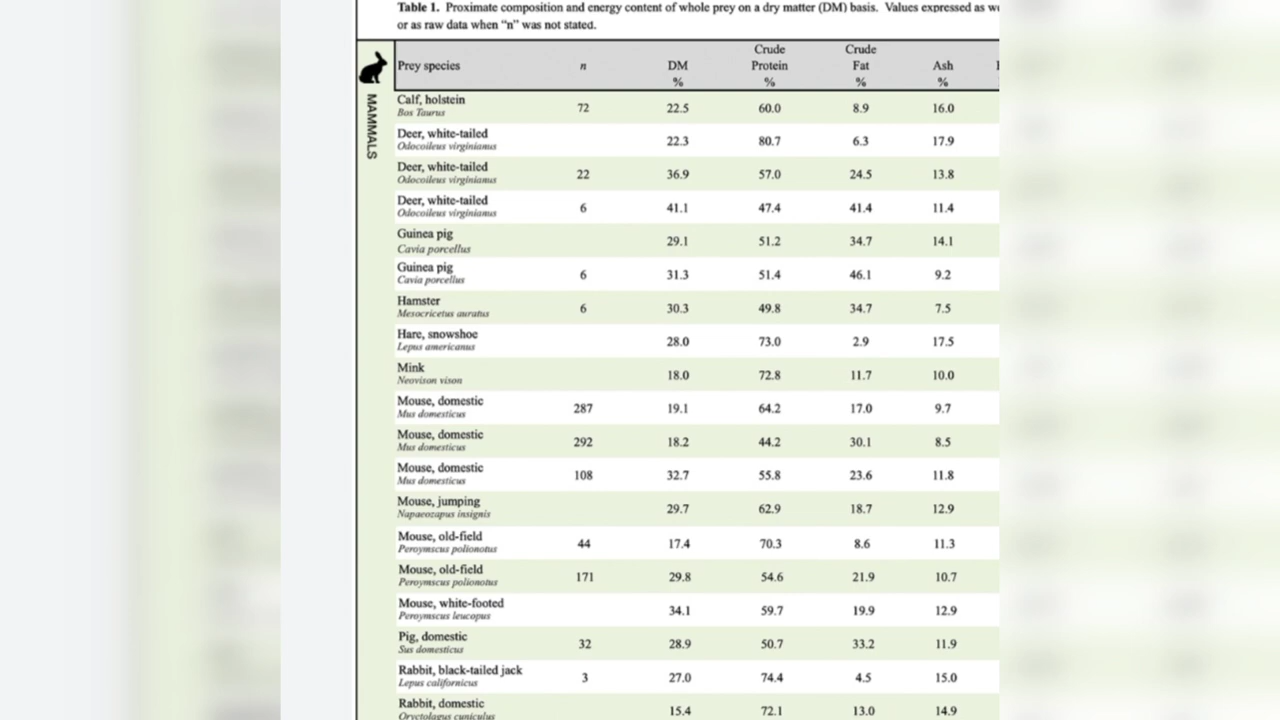 Table 1. Proximate composition and energy content of whole prey on a dry matter (DM) basis. Values expressed as
or as raw data when “n” was not stated.
Prey species n DM % Crude Protein % Crude Fat % Ash %
MAMMALS
Calf, holstein 72 22.5 60.0 8.9 16.0
Bos Taurus
Deer, white-tailed 22.3 80.7 6.3 17.9
Odocoileus virginianus
Deer, white-tailed 22 36.9 57.0 24.5 13.8
Odocoileus virginianus
Deer, white-tailed 6 41.1 47.4 41.4 11.4
Odocoileus virginianus
Guinea pig 29.1 51.2 34.7 14.1
Cavia porcellus
Guinea pig 6 31.3 51.4 46.1 9.2
Cavia porcellus
Hamster 6 30.3 49.8 34.7 7.5
Mesocricetus auratus
Hare, snowshoe 28.0 73.0 2.9 17.5
Lepus americanus
Mink 18.0 72.8 11.7 10.0
Neovison vison
Mouse, domestic 287 19.1 64.2 17.0 9.7
Mus domesticus
Mouse, domestic 292 18.2 44.2 30.1 8.5
Mus domesticus
Mouse, domestic 108 32.7 55.8 23.6 11.8
Mus domesticus
Mouse, jumping 29.7 62.9 18.7 12.9
Napaeozapus insignis
Mouse, old-field 44 17.4 70.3 8.6 11.3
Peroymscus polionotus
Mouse, old-field 171 29.8 54.6 21.9 10.7
Peroymscus polionotus
Mouse, white-footed 34.1 59.7 19.9 12.9
Peroymscus leucopus
Pig, domestic 32 28.9 50.7 33.2 11.9
Sus domesticus
Rabbit, black-tailed jack 3 27.0 74.4 4.5 15.0
Lepus californicus
Rabbit, domestic 15.4 72.1 13.0 14.9
Oryctolagus cuniculus